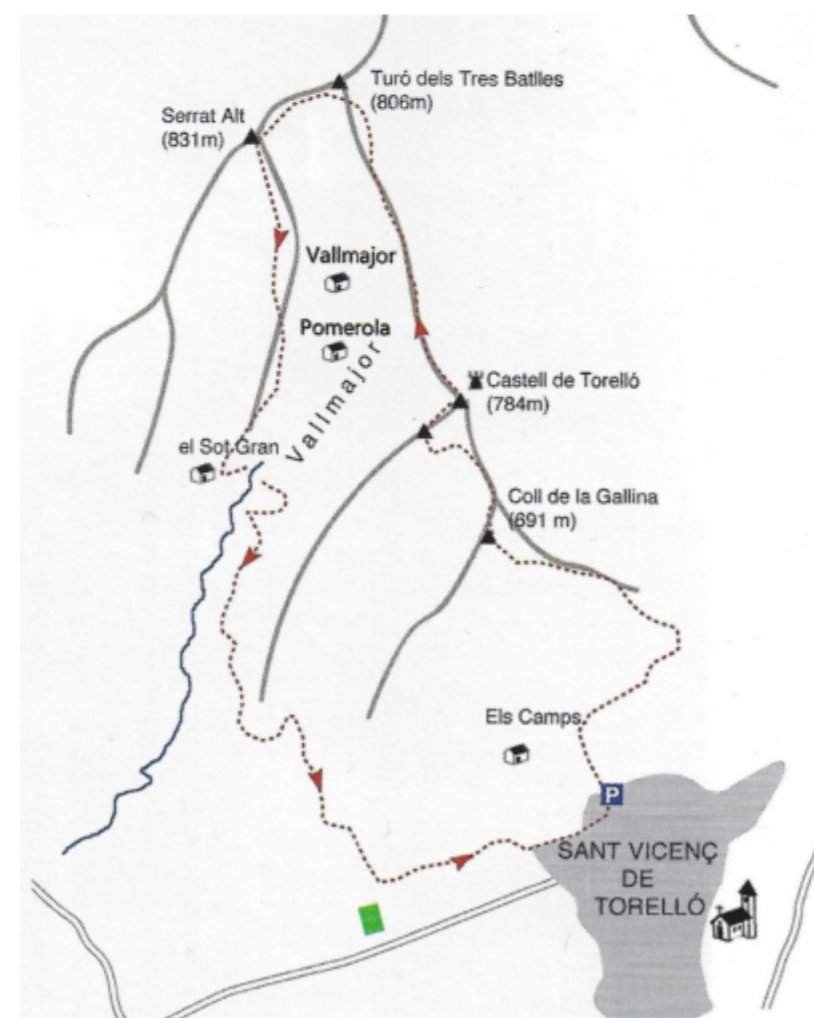 Turó dels Tres Batlles
(806m)
Serrat Alt
(831m)
Vallmajor
Pomerola
Vallmajor
Castell de Torelló
(784m)
el Sot Gran
Coll de la Gallina
(691 m)
Els Camps
P
SANT VICENÇ
DE
TORELLÓ